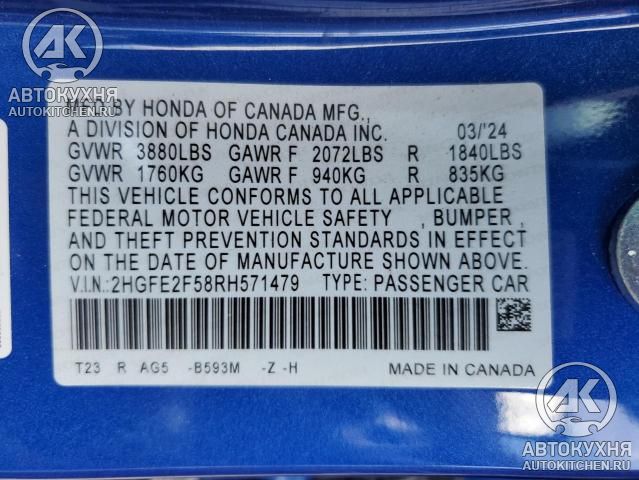 АК
АВТОКУХНЯ
AUTOKITCHEN.RU
MFD BY HONDA OF CANADA MFG.,
A DIVISION OF HONDA CANADA INC. 03/'24
GVWR 3880LBS GAWR F 2072LBS R 1840LBS
GVWR 1760KG GAWR F 940KG R 835KG
THIS VEHICLE CONFORMS TO ALL APPLICABLE
FEDERAL MOTOR VEHICLE SAFETY , BUMPER ,
AND THEFT PREVENTION STANDARDS IN EFFECT
ON THE DATE OF MANUFACTURE SHOWN ABOVE.
V.I.N.:2HGFE2F58RH571479 TYPE: PASSENGER CAR
T23 R AG5 -B593M -Z -H MADE IN CANADA
АК
АВТОКУХНЯ
AUTOKITCHEN.RU